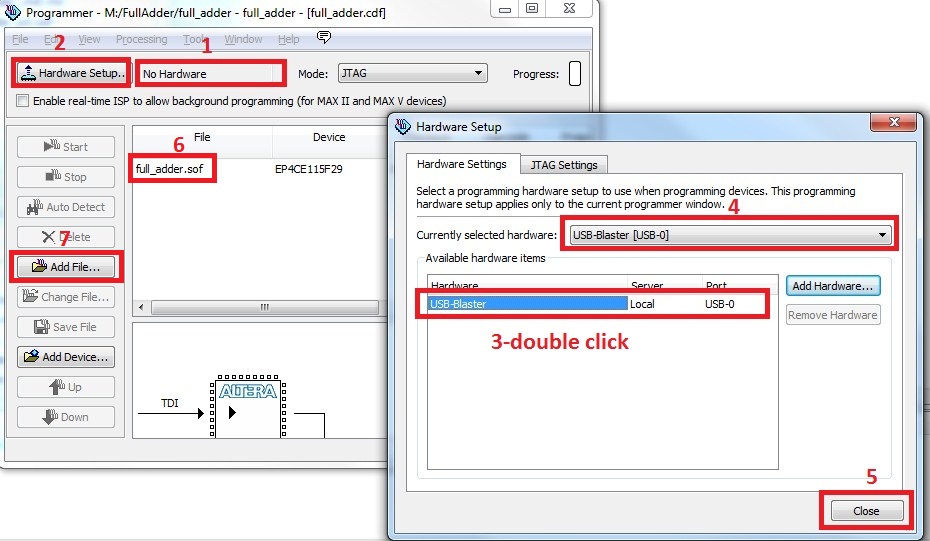 Programmer - M:/FullAdder/full_adder - full_adder - [full_adder.cdf]
File Edit View Processing Tools Window Help
2
1
Hardware Setup...
No Hardware
Mode:
JTAG
Progress:
Enable real-time ISP to allow background programming (for MAX II and MAX V devices)
Start
Stop
Auto Detect
Delete
7
Add File...
Change File...
Save File
Add Device...
Up
Down
File
Device
6
full_adder.sof
EP4CE115F29
TDI
ALTERA
Hardware Setup
Hardware Settings
JTAG Settings
Select a programming hardware setup to use when programming devices. This programming
hardware setup applies only to the current programmer window.
4
Currently selected hardware:
USB-Blaster [USB-0]
Available hardware items
Hardware Server Port
USB-Blaster Local USB-0
3-double click
Add Hardware...
Remove Hardware
5
Close